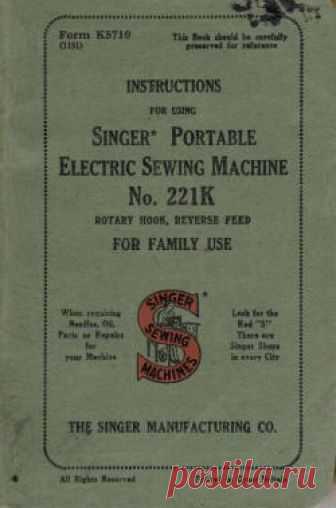 Form K5710
(1151)
This Book should be carefully
preserved for reference
INSTRUCTIONS
FOR USING
SINGER* PORTABLE
ELECTRIC SEWING MACHINE
No. 221K
ROTARY HOOK, REVERSE FEED
FOR FAMILY USE
When requiring
Needles, Oil,
Parts or Repairs
for
your Machine
SINGER
SEWING
MACHINES
*
Look for the
Red "S"
There are
Singer Shops
in every City
THE SINGER MANUFACTURING CO.
All Rights Reserved
postila.ru